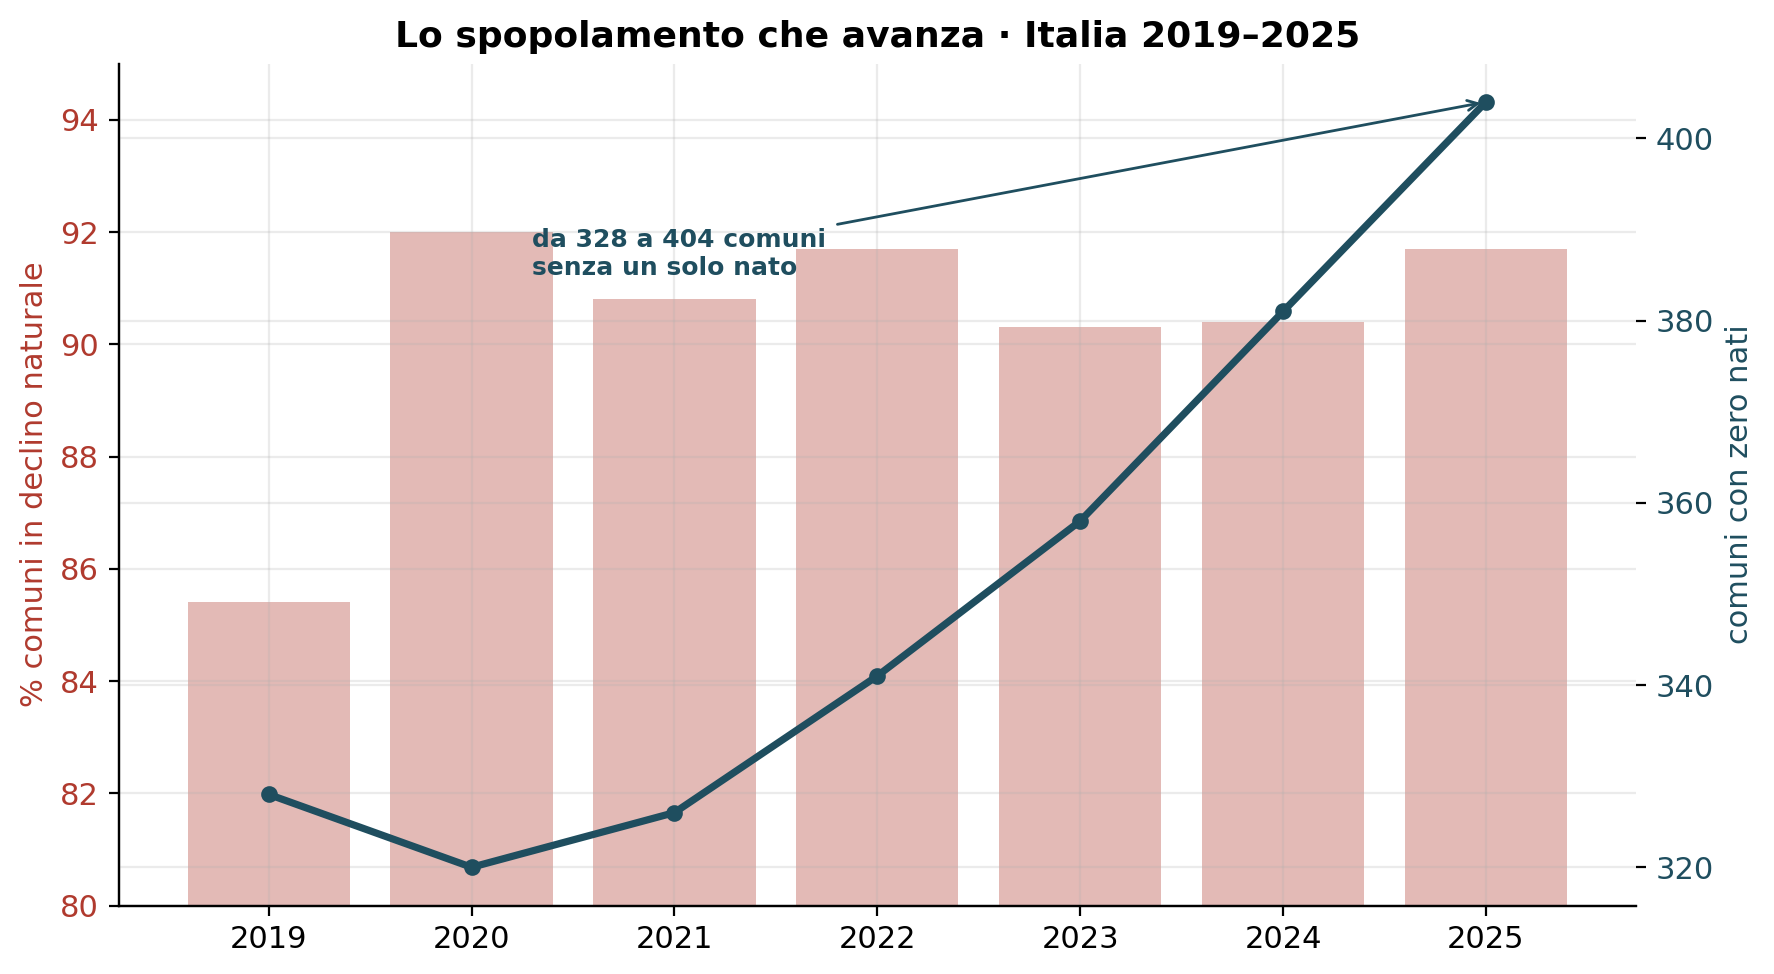 Lo spopolamento che avanza · Italia 2019–2025
% comuni in declino naturale
94
92
90
88
86
84
82
80
da 328 a 404 comuni
senza un solo nato
400
380
360
340
320
comuni con zero nati
2019 2020 2021 2022 2023 2024 2025